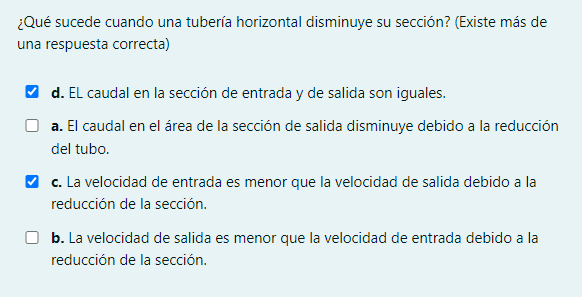 ¿Qué sucede cuando una tubería horizontal disminuye su sección? (Existe más de
una respuesta correcta)
d. EL caudal en la sección de entrada y de salida son iguales.
a. El caudal en el área de la sección de salida disminuye debido a la reducción
del tubo.
c. La velocidad de entrada es menor que la velocidad de salida debido a la
reducción de la sección.
b. La velocidad de salida es menor que la velocidad de entrada debido a la
reducción de la sección.